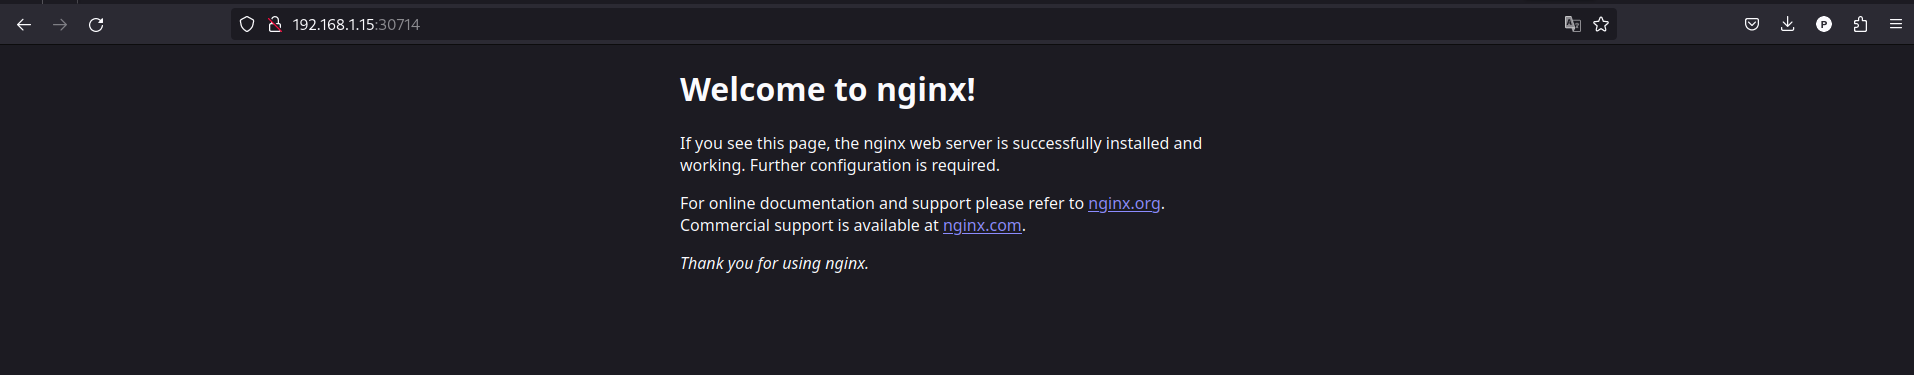 192.168.1.15:30714
P
Welcome to nginx!
If you see this page, the nginx web server is successfully installed and
working. Further configuration is required.
For online documentation and support please refer to nginx.org.
Commercial support is available at nginx.com.
Thank you for using nginx.